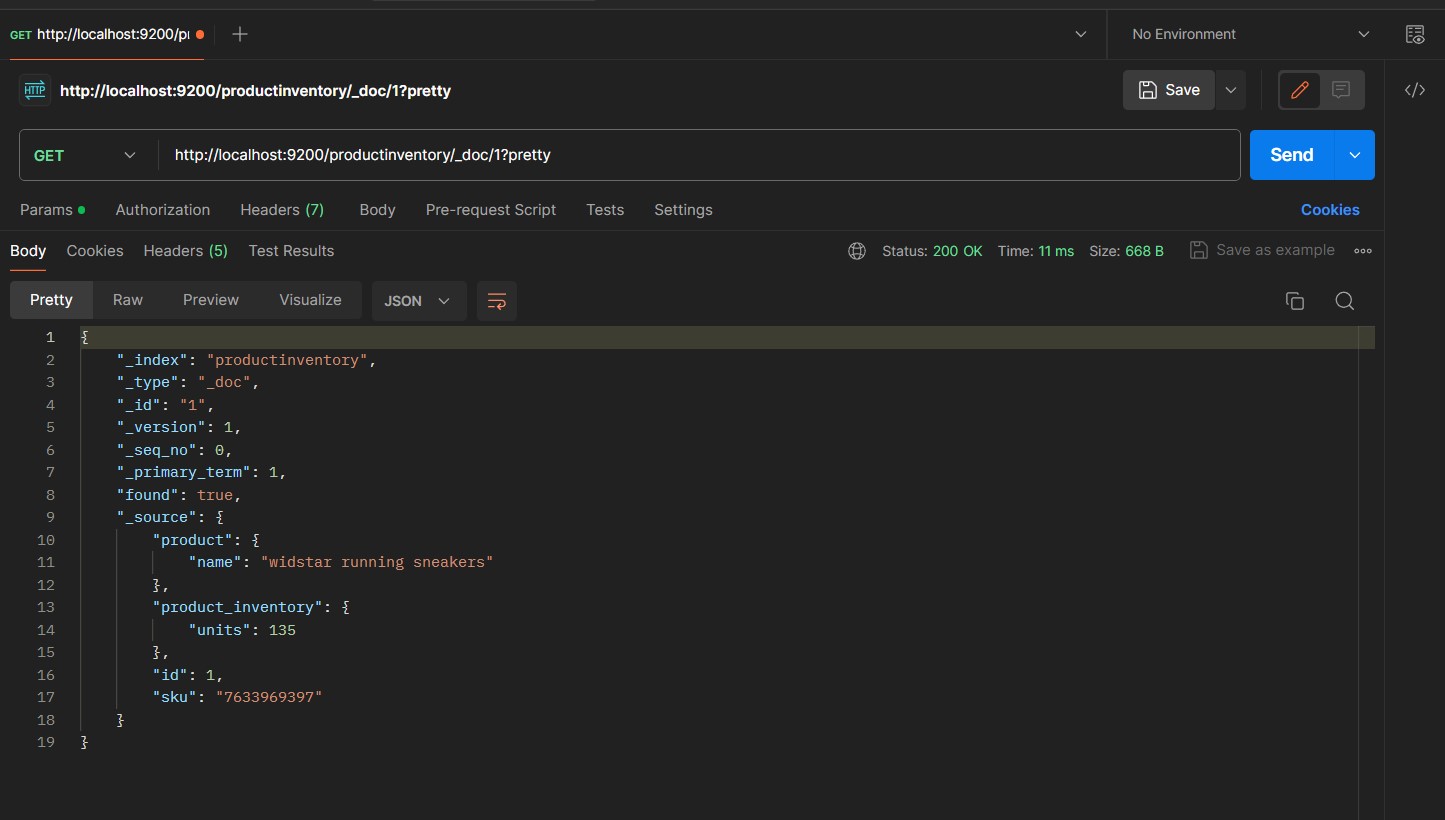 GET http://localhost:9200/p
No Environment
HTTP http://localhost:9200/productinventory/_doc/1?pretty
Save
</>
GET http://localhost:9200/productinventory/_doc/1?pretty
Send
Params Authorization Headers (7) Body Pre-request Script Tests Settings Cookies
Body Cookies Headers (5) Test Results Status: 200 OK Time: 11 ms Size: 668 B Save as example
Pretty Raw Preview Visualize JSON
1 {
2 "_index": "productinventory",
3 "_type": "_doc",
4 "_id": "1",
5 "_version": 1,
6 "_seq_no": 0,
7 "_primary_term": 1,
8 "found": true,
9 "_source": {
10 "product": {
11 "name": "widstar running sneakers"
12 },
13 "product_inventory": {
14 "units": 135
15 },
16 "id": 1,
17 "sku": "7633969397"
18 }
19 }